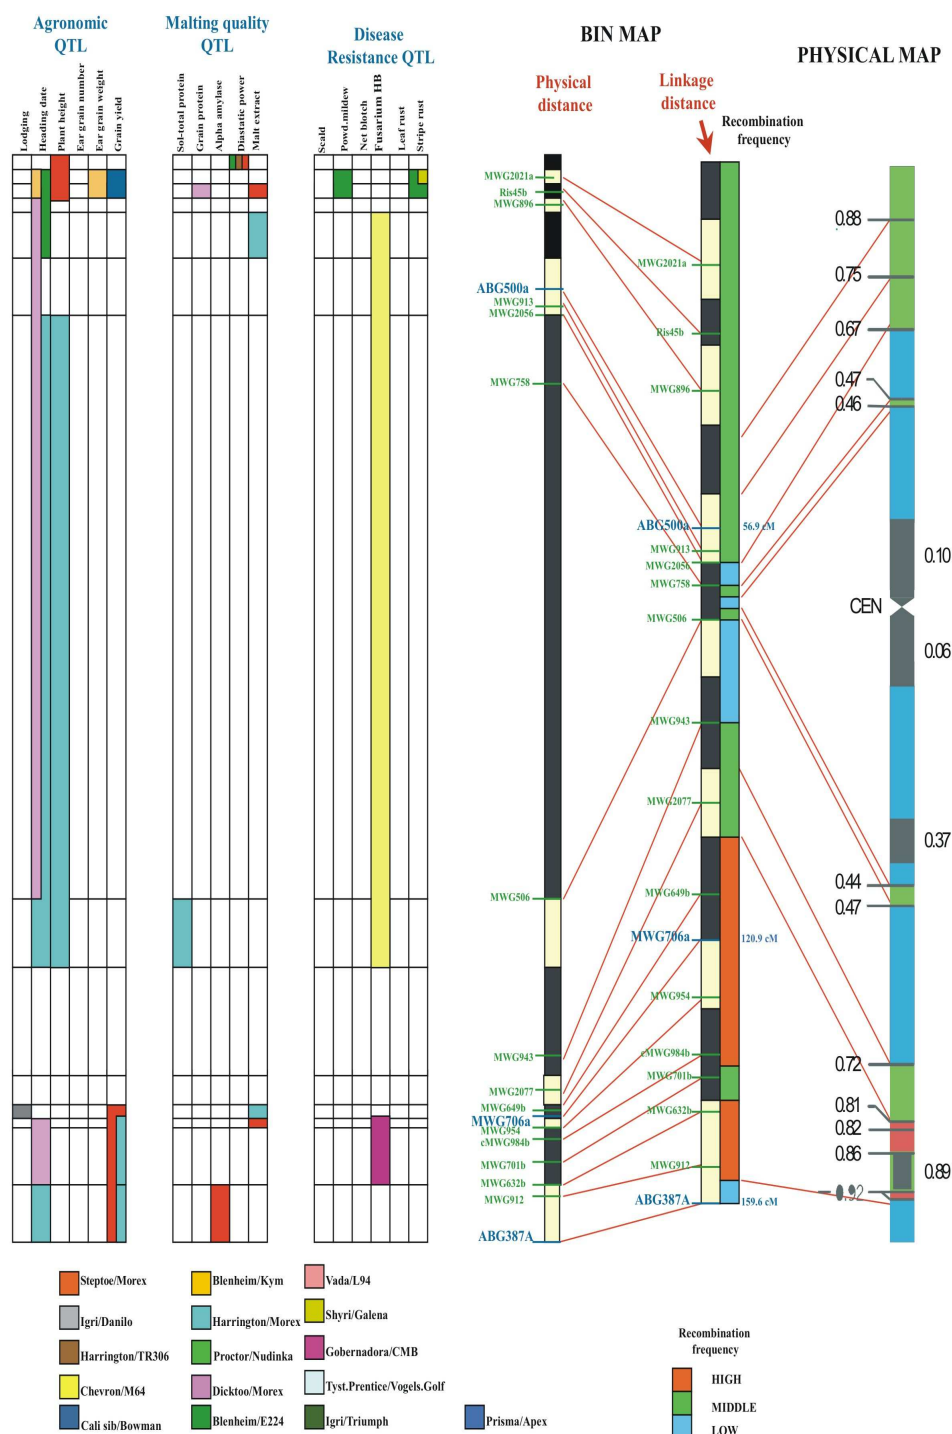 Agronomic
QTL
Malting quality
QTL
Disease
Resistance QTL
BIN MAP
PHYSICAL MAP
Physical
distance
Linkage
distance
Recombination
frequency
Lodging
Heading date
Plant height
Ear grain number
Ear grain weight
Grain yield
Sol-total protein
Grain protein
Alpha amylase
Diastatic power
Malt extract
Scald
Powd.mildew
Net blotch
Fusarium HB
Leaf rust
Stripe rust
MWG2021a
Ris45b
MWG896
ABG500a
MWG913
MWG2056
MWG758
MWG506
MWG943
MWG2077
MWG649b
MWG706a
MWG954
cMWG984b
MWG701b
MWG632b
MWG912
ABG387A
MWG2021a
Ris45b
MWG896
ABG500a
56.9 cM
MWG913
MWG2056
MWG758
MWG506
MWG943
MWG2077
MWG649b
MWG706a
120.9 cM
MWG954
cMWG984b
MWG701b
MWG632b
MWG912
ABG387A
159.6 cM
0.88
0.75
0.67
0.47
0.46
0.10
CEN
0.06
0.37
0.44
0.47
0.72
0.81
0.82
0.86
0.89
0.92
Steptoe/Morex
Igri/Danilo
Harrington/TR306
Chevron/M64
Cali sib/Bowman
Blenheim/Kym
Harrington/Morex
Proctor/Nudinka
Dicktoo/Morex
Blenheim/E224
Vada/L94
Shyri/Galena
Gobernadora/CMB
Tyst.Prentice/Vogels.Golf
Igri/Triumph
Prisma/Apex
Recombination
frequency
HIGH
MIDDLE
LOW